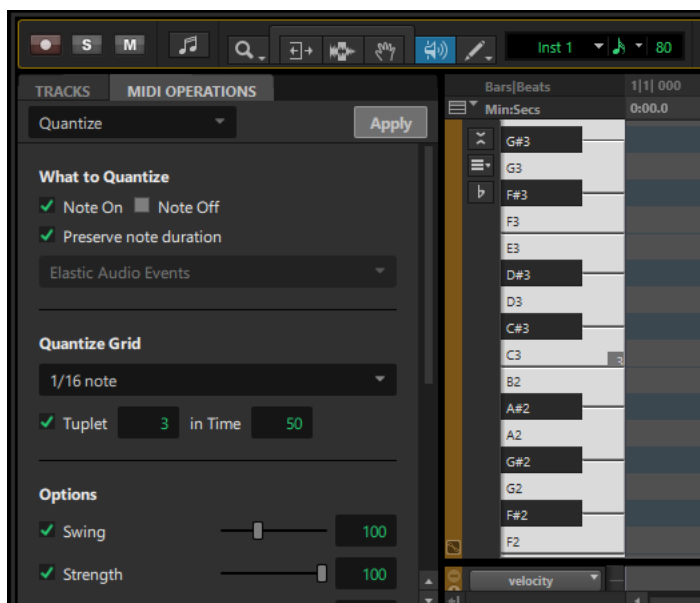 S M Inst 1 80
TRACKS MIDI OPERATIONS
Quantize Apply
What to Quantize
Note On Note Off
Preserve note duration
Elastic Audio Events
Quantize Grid
1/16 note
Tuplet 3 in Time 50
Options
Swing 100
Strength 100
Bars|Beats 1|1| 000
Min:Secs 0:00.0
G#3
G3
F#3
F3
E3
D#3
D3
C#3
C3 3
B2
A#2
A2
G#2
G2
F#2
F2
velocity